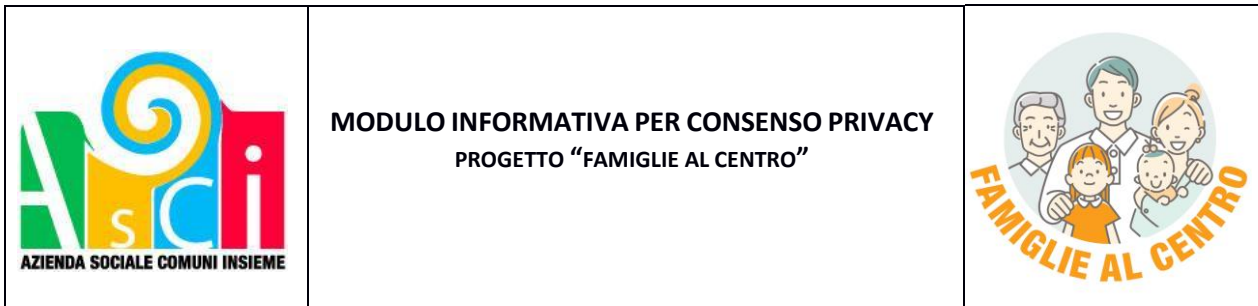 AsCi
AZIENDA SOCIALE COMUNI INSIEME
MODULO INFORMATIVA PER CONSENSO PRIVACY
PROGETTO “FAMIGLIE AL CENTRO”
FAMIGLIE AL CENTRO